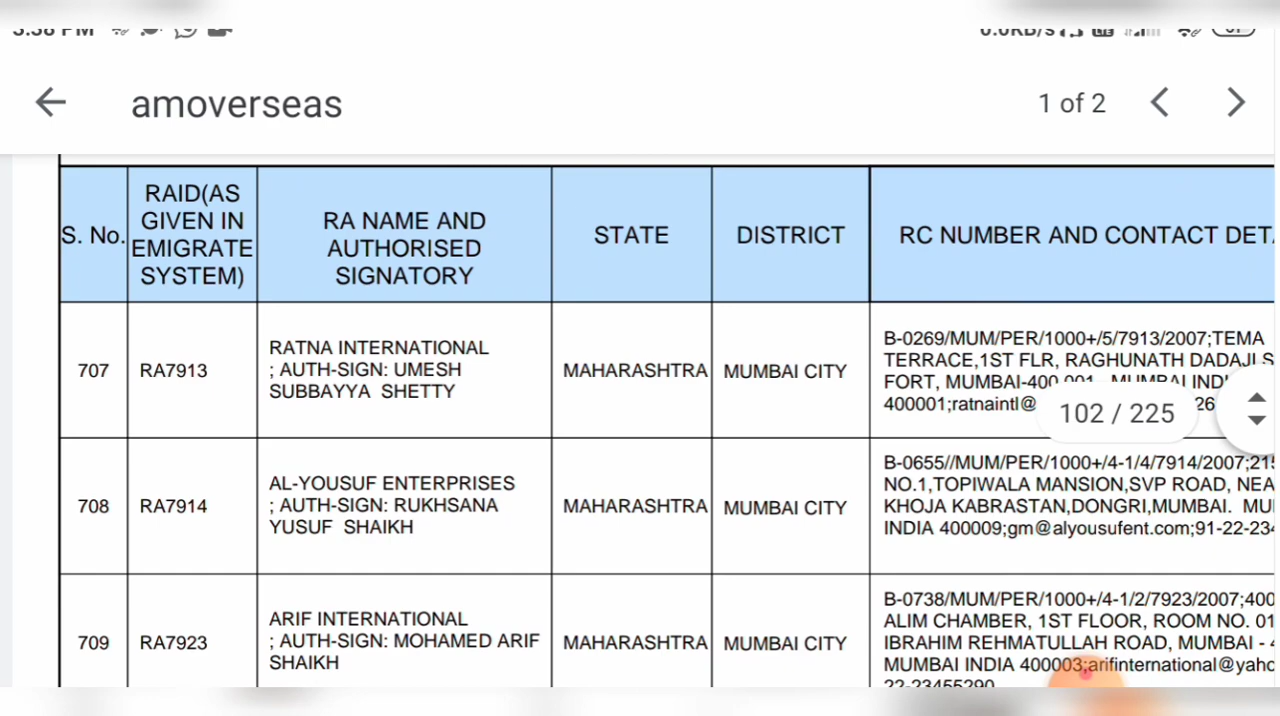 amoverseas
1 of 2
S. No.
RAID(AS
GIVEN IN
EMIGRATE
SYSTEM)
RA NAME AND
AUTHORISED
SIGNATORY
STATE
DISTRICT
RC NUMBER AND CONTACT
707
RA7913
RATNA INTERNATIONAL
; AUTH-SIGN: UMESH
SUBBAYYA SHETTY
MAHARASHTRA
MUMBAI CITY
B-0269/MUM/PER/1000+/5/7913/2007;TEMA
TERRACE,1ST FLR, RAGHUNATH DADAJI
FORT, MUMBAI-400 001 MUMBAI
400001;ratnaintl@
102 / 225
708
RA7914
AL-YOUSUF ENTERPRISES
; AUTH-SIGN: RUKHSANA
YUSUF SHAIKH
MAHARASHTRA
MUMBAI CITY
B-0655//MUM/PER/1000+/4-1/4/7914/2007;
NO.1,TOPIWALA MANSION,SVP ROAD,
KHOJA KABRASTAN,DONGRI,MUMBAI.
INDIA 400009;gm@alyousufent.com;91-22-
709
RA7923
ARIF INTERNATIONAL
; AUTH-SIGN: MOHAMED ARIF
SHAIKH
MAHARASHTRA
MUMBAI CITY
B-0738/MUM/PER/1000+/4-1/2/7923/2007;
ALIM CHAMBER, 1ST FLOOR, ROOM NO. 01
IBRAHIM REHMATULLAH ROAD, MUMBAI -
MUMBAI INDIA 400003;arifinternational@